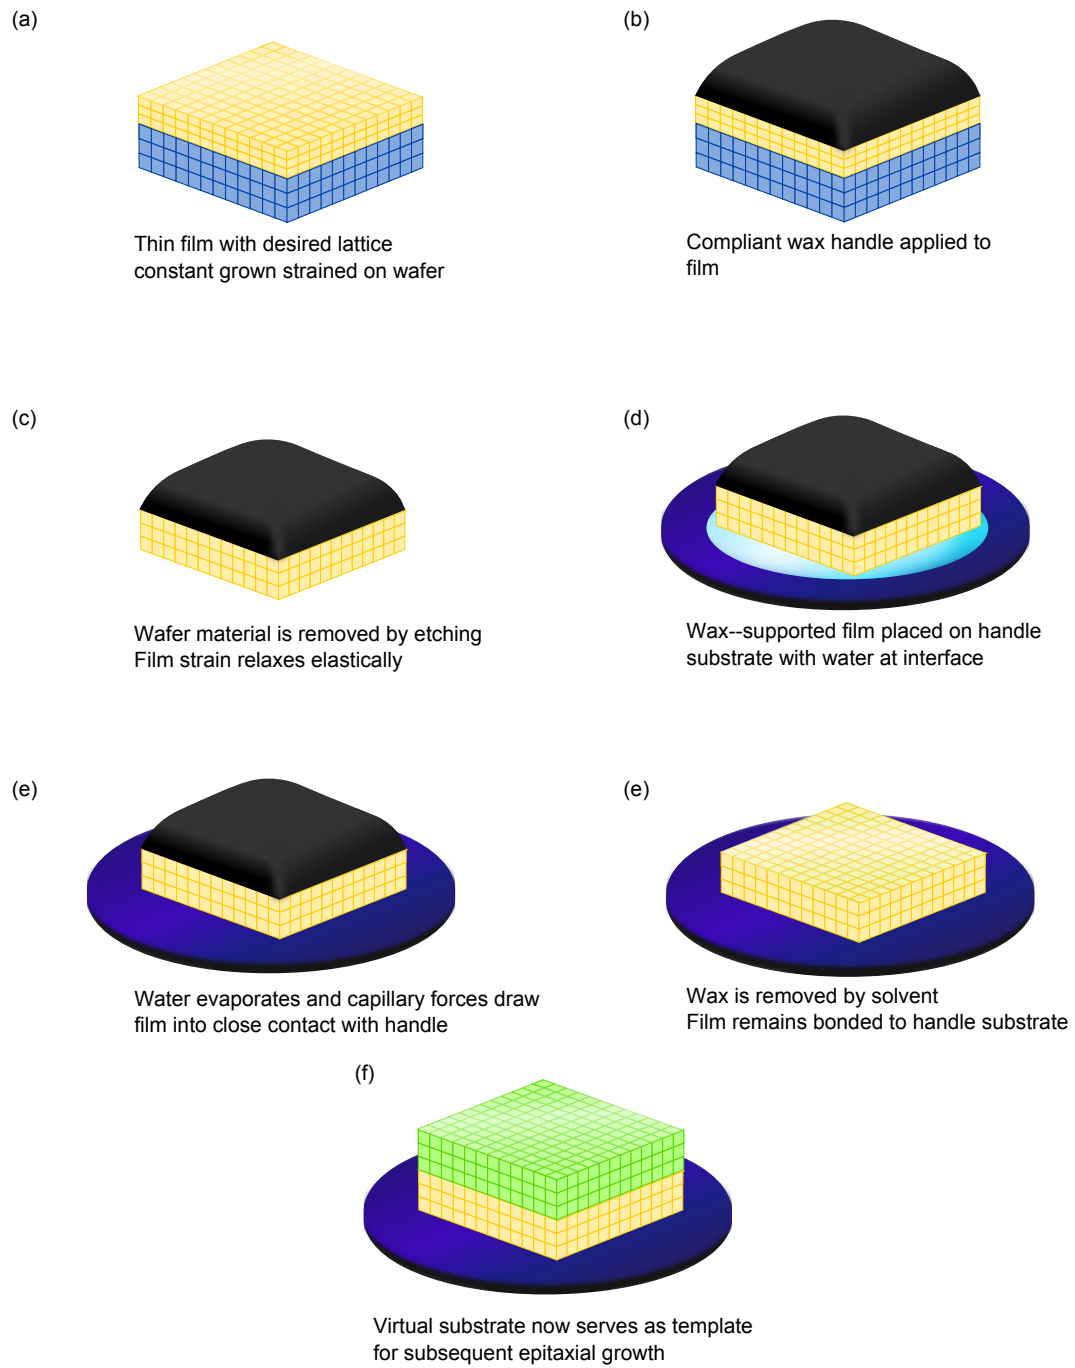 (a)
Thin film with desired lattice
constant grown strained on wafer
(b)
Compliant wax handle applied to
film
(c)
Wafer material is removed by etching
Film strain relaxes elastically
(d)
Wax--supported film placed on handle
substrate with water at interface
(e)
Water evaporates and capillary forces draw
film into close contact with handle
(e)
Wax is removed by solvent
Film remains bonded to handle substrate
(f)
Virtual substrate now serves as template
for subsequent epitaxial growth